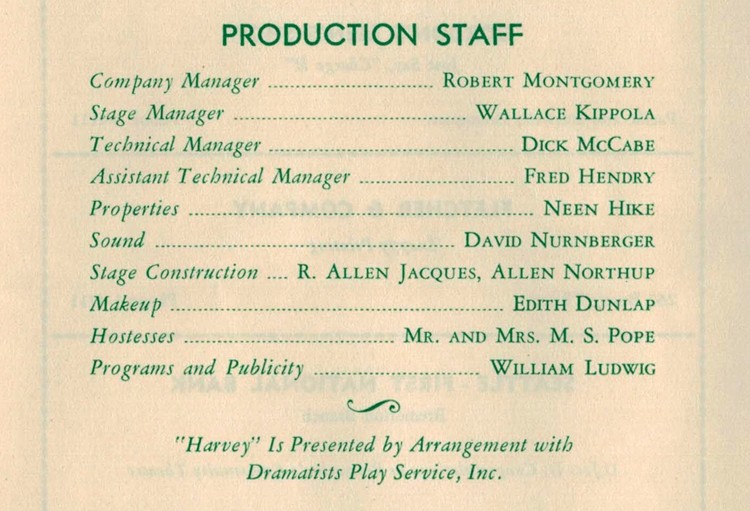 PRODUCTION STAFF
Company Manager ........................ ROBERT MONTGOMERY
Stage Manager ........................ WALLACE KIPPOLA
Technical Manager ........................ DICK MCCABE
Assistant Technical Manager ........................ FRED HENDRY
Properties ........................ NEEN HIKE
Sound ........................ DAVID NURNBERGER
Stage Construction .... R. ALLEN JACQUES, ALLEN NORTHUP
Makeup ........................ EDITH DUNLAP
Hostesses ........................ MR. AND MRS. M. S. POPE
Programs and Publicity ........................ WILLIAM LUDWIG
"Harvey" Is Presented by Arrangement with
Dramatists Play Service, Inc.